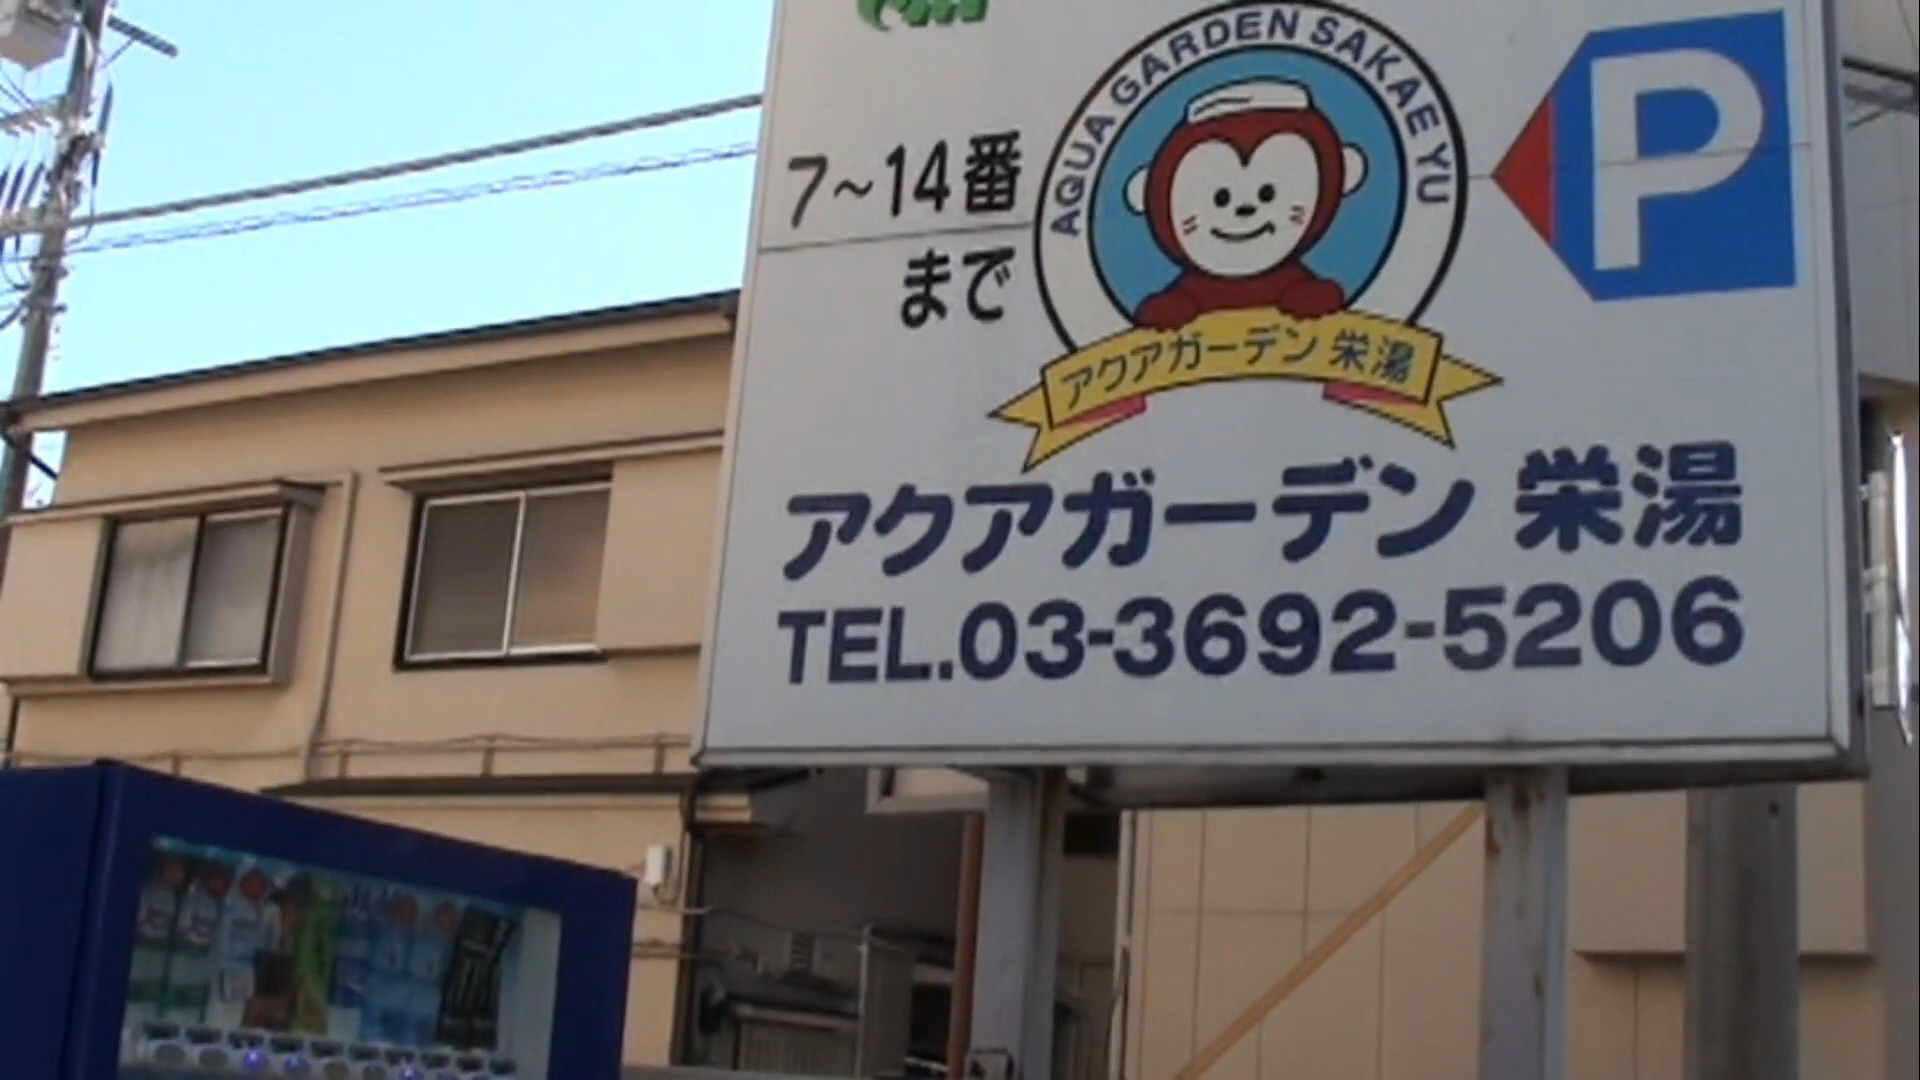 7~14番
まで
AQUA GARDEN SAKAE YU
アクアガーデン 栄湯
P
アクアガーデン 栄湯
TEL.03-3692-5206